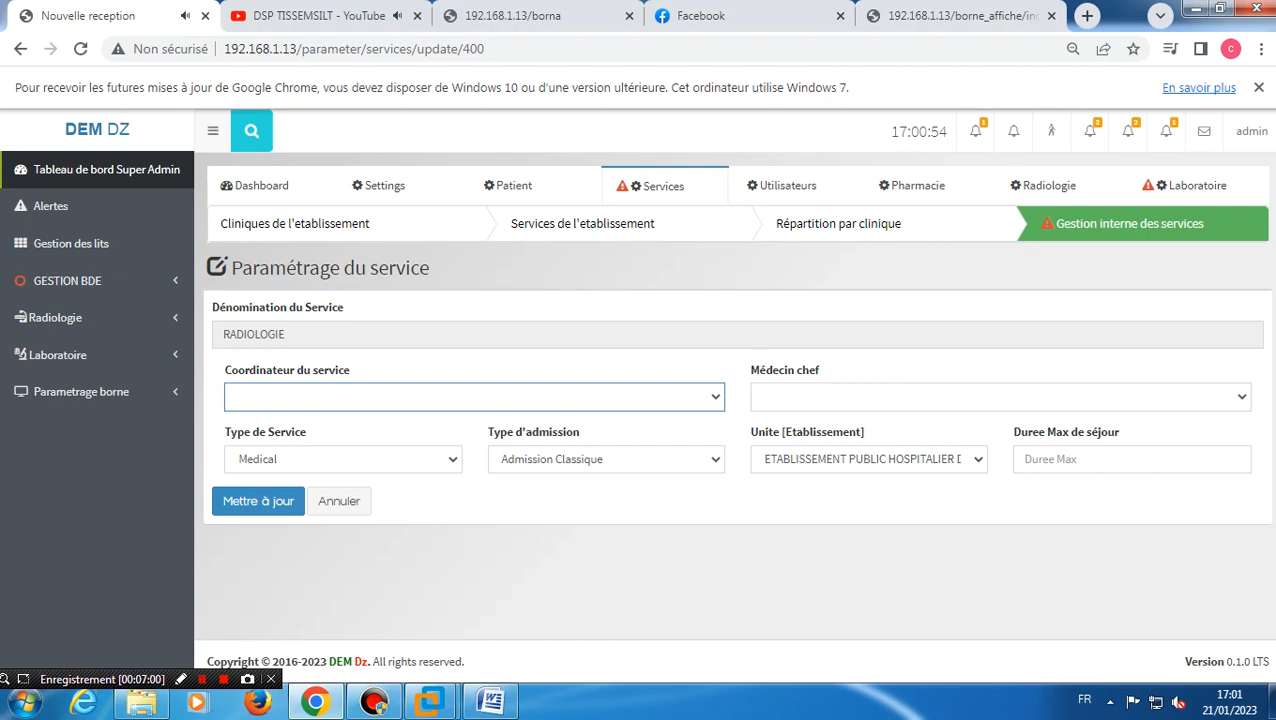 Nouvelle reception
DSP TISSEMSILT - YouTube
192.168.1.13/borna
Facebook
192.168.1.13/borne_affiche/in
Non sécurisé
192.168.1.13/parameter/services/update/400
C
Pour recevoir les futures mises à jour de Google Chrome, vous devez disposer de Windows 10 ou d'une version ultérieure. Cet ordinateur utilise Windows 7.
En savoir plus
DEM DZ
17:00:54
1
2
2
1
admin
Tableau de bord Super Admin
Dashboard
Settings
Patient
Services
Utilisateurs
Pharmacie
Radiologie
Laboratoire
Alertes
Cliniques de l'etablissement
Services de l'etablissement
Répartition par clinique
Gestion interne des services
Gestion des lits
Paramétrage du service
GESTION BDE
Dénomination du Service
Radiologie
RADIOLOGIE
Laboratoire
Coordinateur du service
Médecin chef
Parametrage borne
Type de Service
Type d'admission
Unite [Etablissement]
Duree Max de séjour
Medical
Admission Classique
ETABLISSEMENT PUBLIC HOSPITALIER D
Duree Max
Mettre à jour
Annuler
Copyright © 2016-2023 DEM Dz. All rights reserved.
Version 0.1.0 LTS
Enregistrement [00:07:00]
FR
17:01
21/01/2023